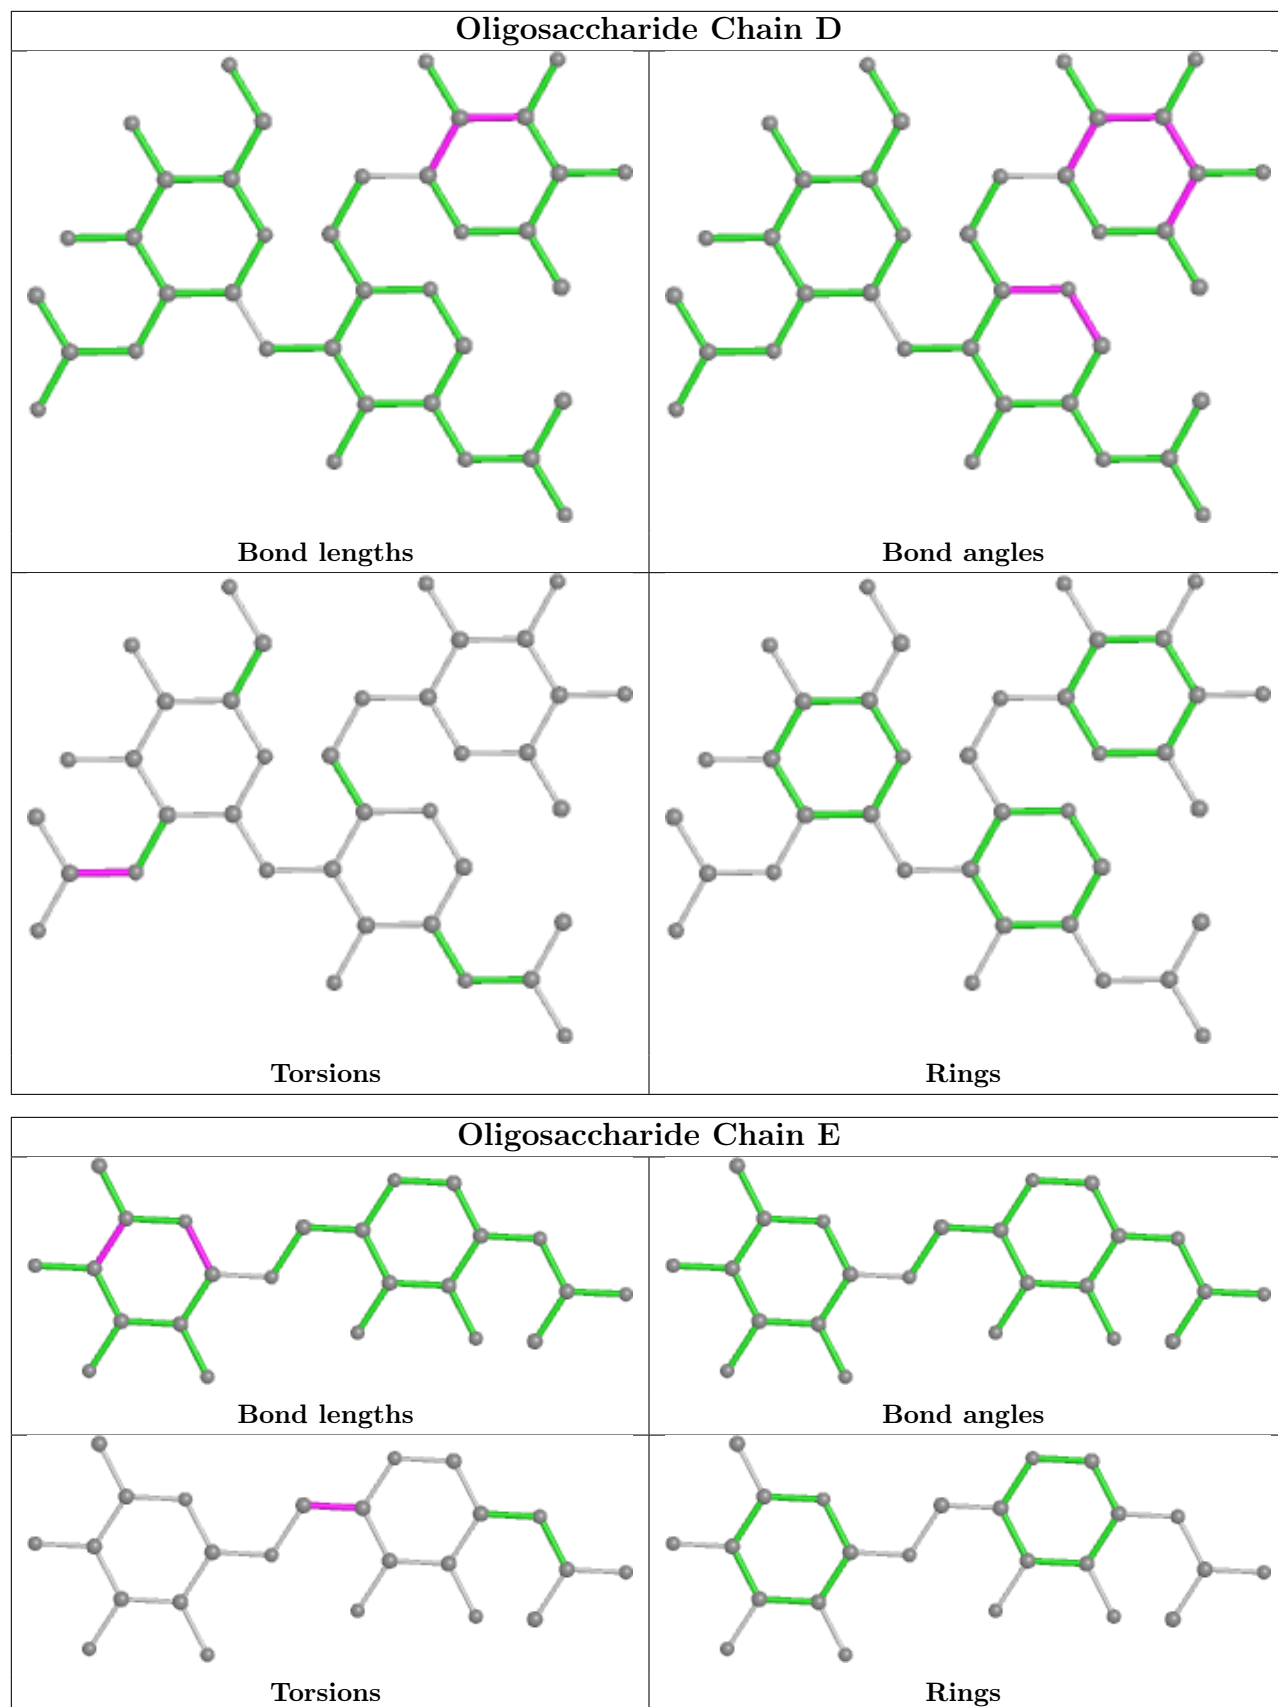 Oligosaccharide Chain D
Bond lengths
Bond angles
Torsions
Rings
Oligosaccharide Chain E
Bond lengths
Bond angles
Torsions
Rings